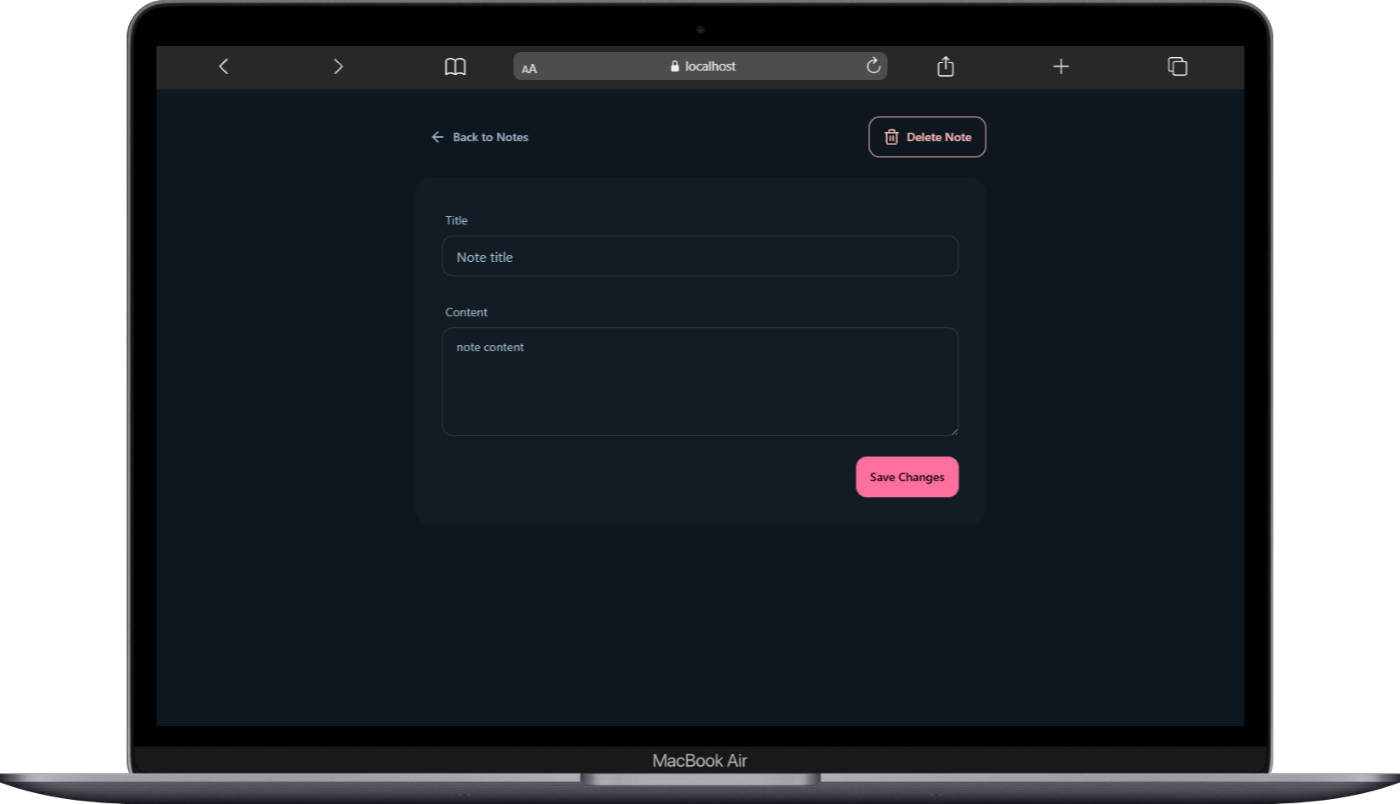 AA
localhost
Back to Notes
Delete Note
Title
Note title
Content
note content
Save Changes
MacBook Air